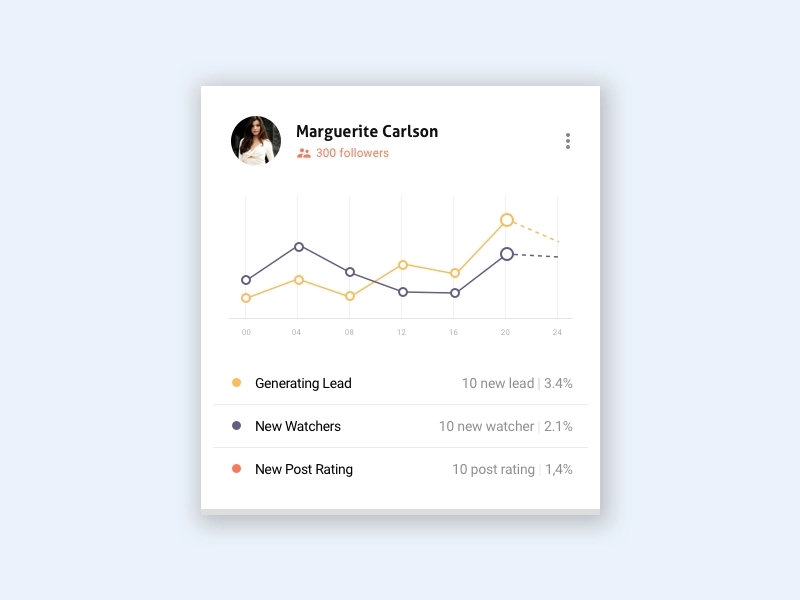 Marguerite Carlson
300 followers
00 04 08 12 16 20 24
Generating Lead 10 new lead | 3.4%
New Watchers 10 new watcher | 2.1%
New Post Rating 10 post rating | 1,4%